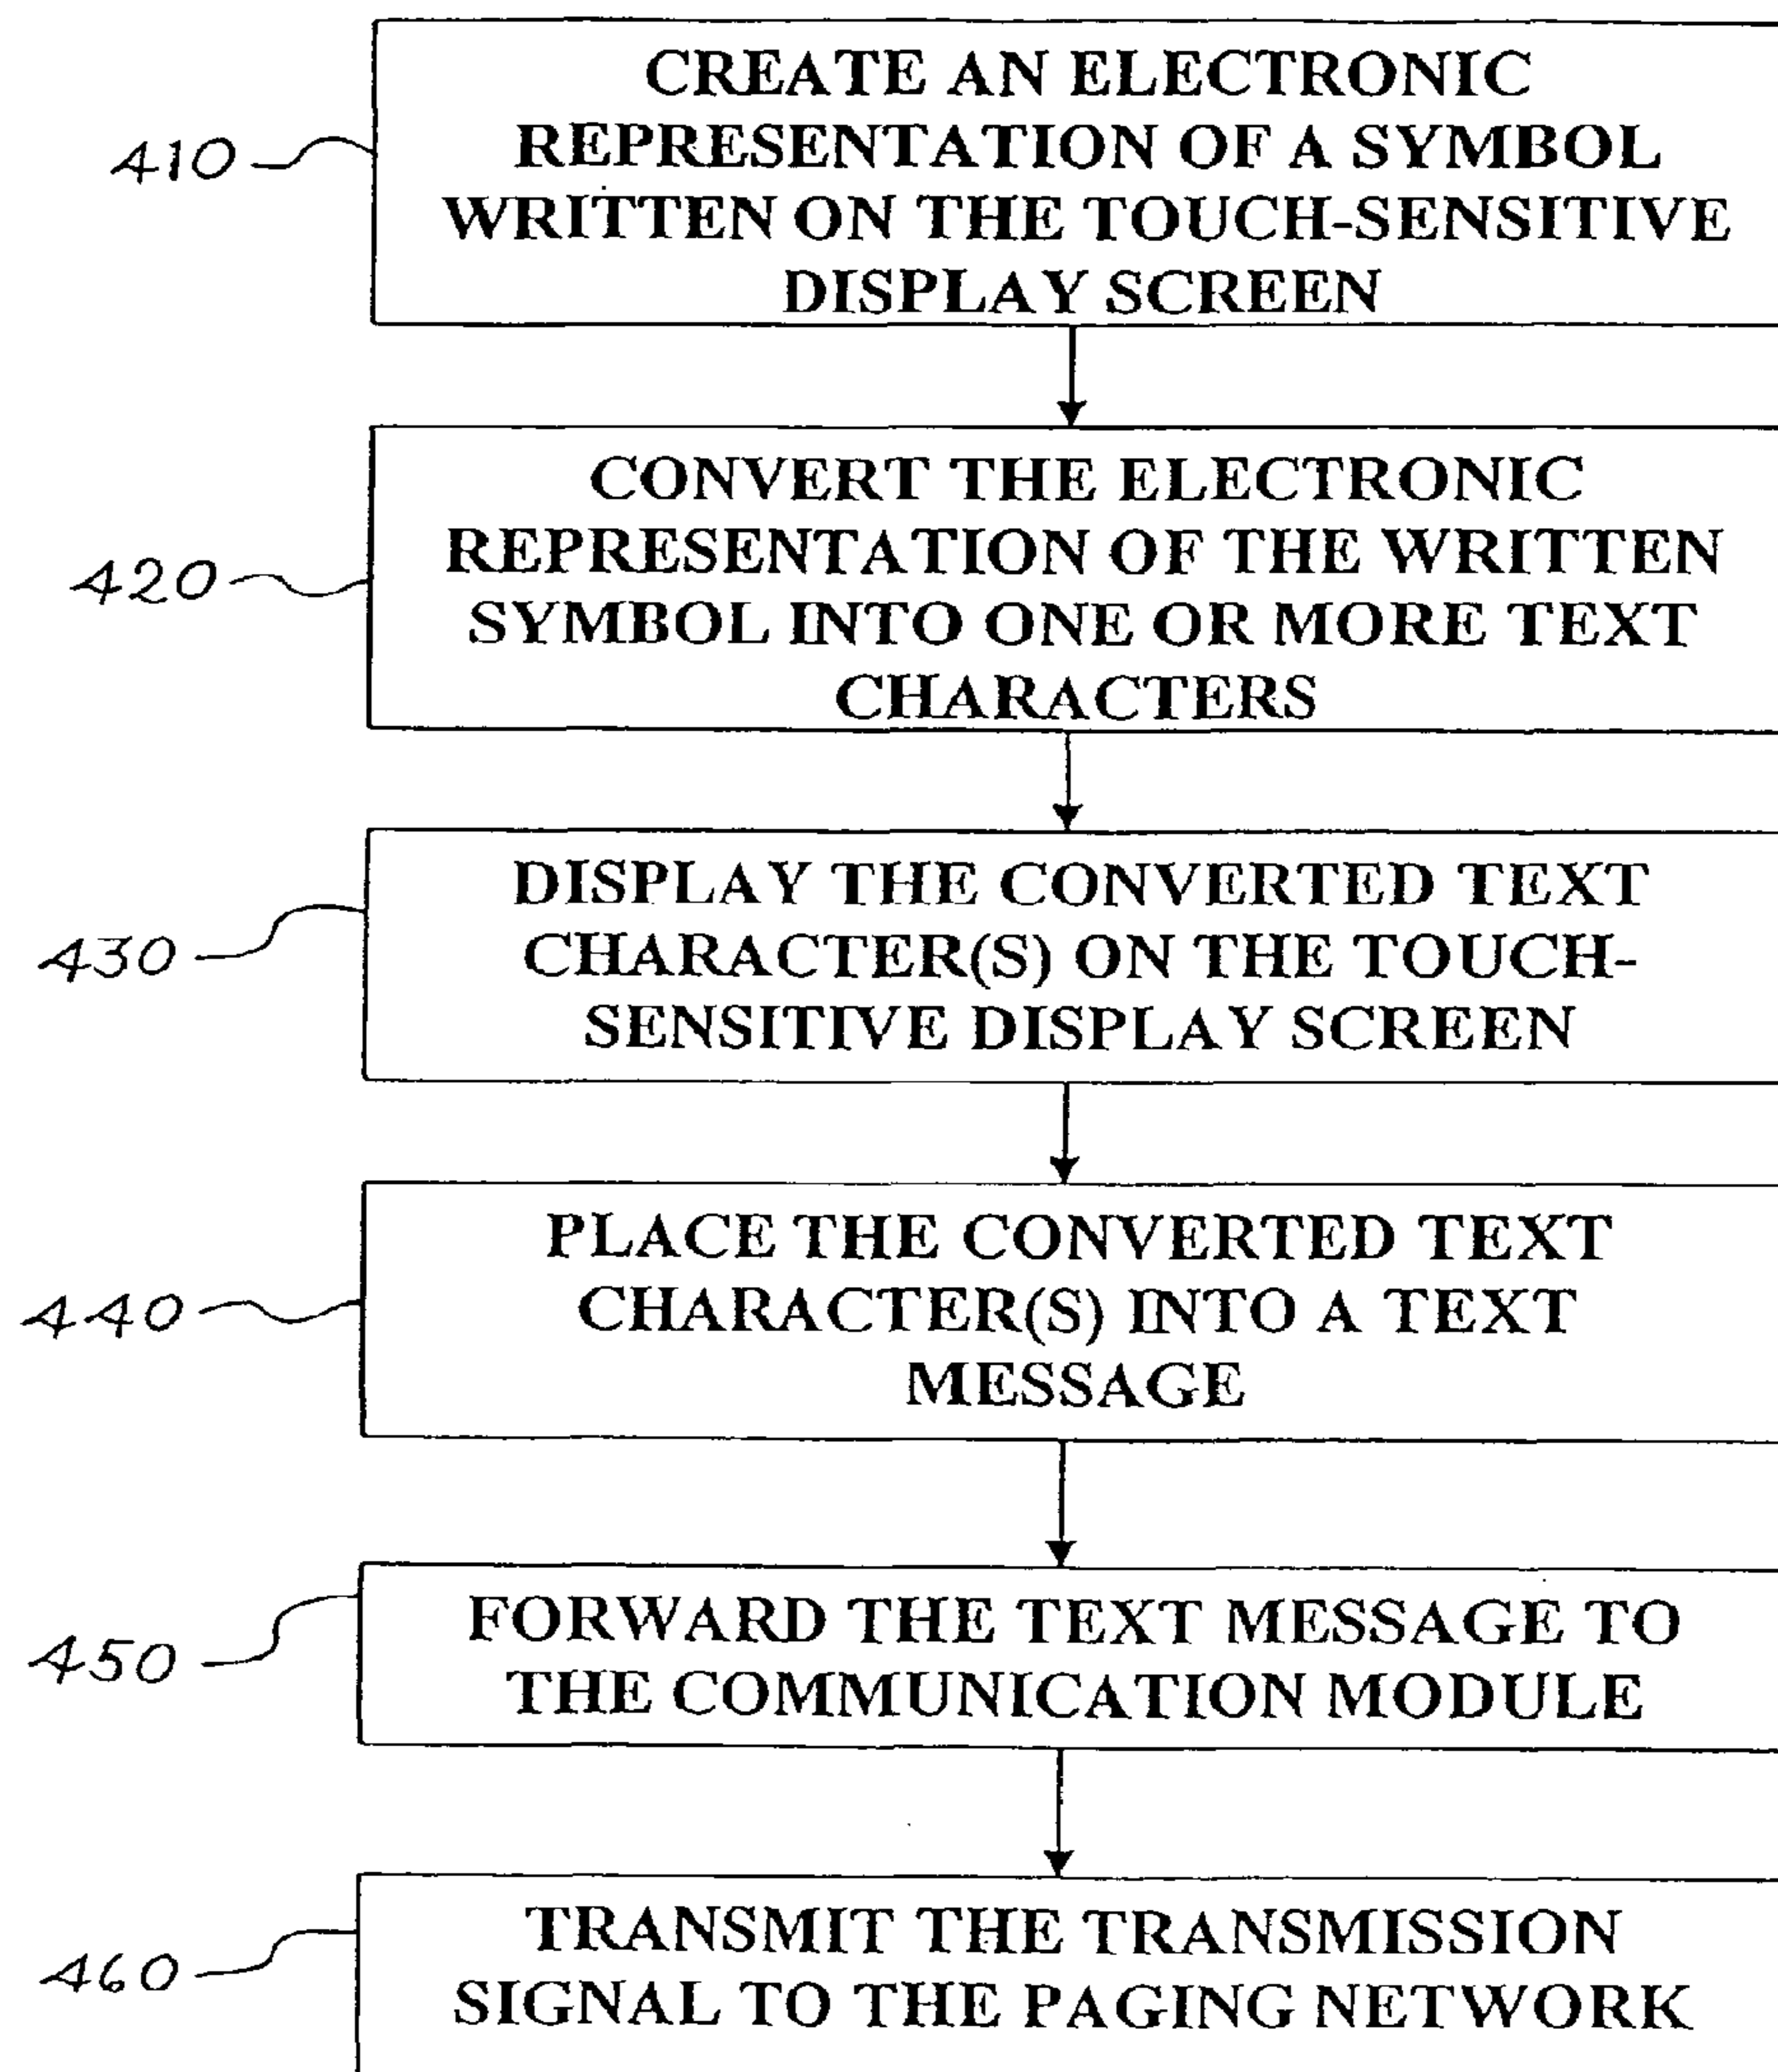 410
CREATE AN ELECTRONIC
REPRESENTATION OF A SYMBOL
WRITTEN ON THE TOUCH-SENSITIVE
DISPLAY SCREEN
420
CONVERT THE ELECTRONIC
REPRESENTATION OF THE WRITTEN
SYMBOL INTO ONE OR MORE TEXT
CHARACTERS
430
DISPLAY THE CONVERTED TEXT
CHARACTER(S) ON THE TOUCH-
SENSITIVE DISPLAY SCREEN
440
PLACE THE CONVERTED TEXT
CHARACTER(S) INTO A TEXT
MESSAGE
450
FORWARD THE TEXT MESSAGE TO
THE COMMUNICATION MODULE
460
TRANSMIT THE TRANSMISSION
SIGNAL TO THE PAGING NETWORK